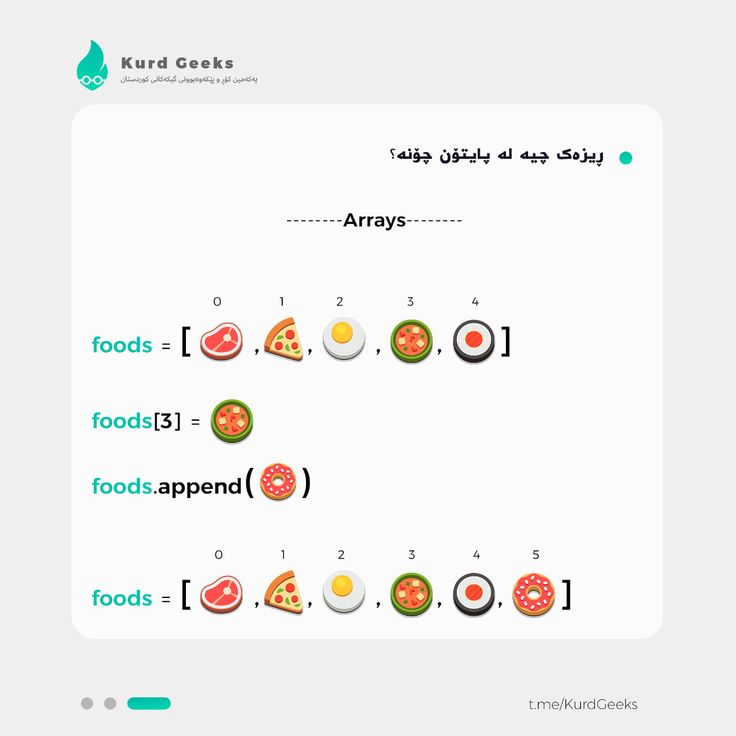 Kurd Geeks
یەکەمین کۆڕ و پێکەوەبوونی گیکەکانی کوردستان
ڕیزەک چیە لە پایتۆن چۆنە؟
--------Arrays--------
0 1 2 3 4
foods = [ , , , , ]
foods[3] =
foods.append( )
0 1 2 3 4 5
foods = [ , , , , , ]
t.me/KurdGeeks